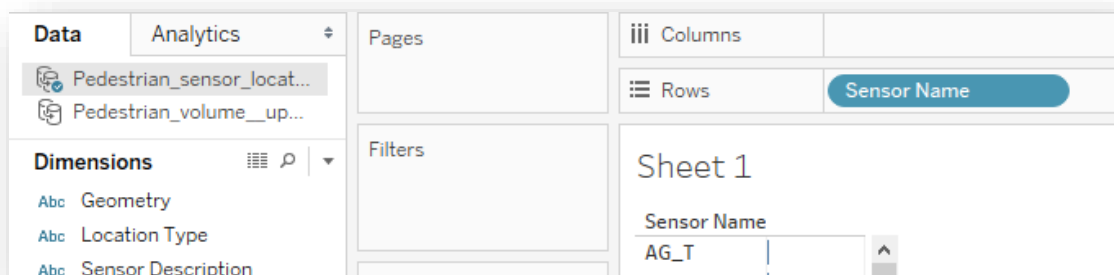 Data
Analytics
Pedestrian_sensor_locat...
Pedestrian_volume__up...
Dimensions
Abc Geometry
Abc Location Type
Abc Sensor Description
Pages
Filters
Columns
Rows
Sensor Name
Sheet 1
Sensor Name
AG_T